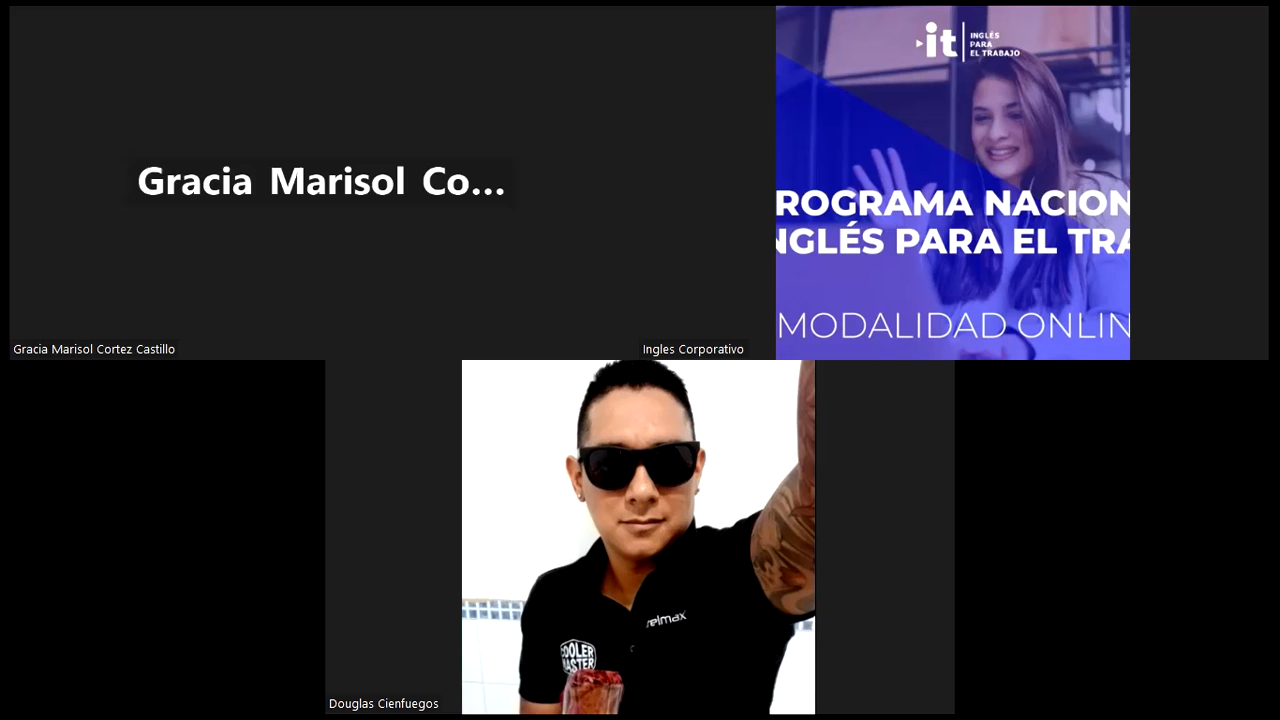 Gracia Marisol Co...
Gracia Marisol Cortez Castillo
it
INGLÉS
PARA
EL TRABAJO
ROGRAMA NACION
NGLÉS PARA EL TRA
MODALIDAD ONLIN
Ingles Corporativo
elmax
COOLER
MASTER
Douglas Cienfuegos